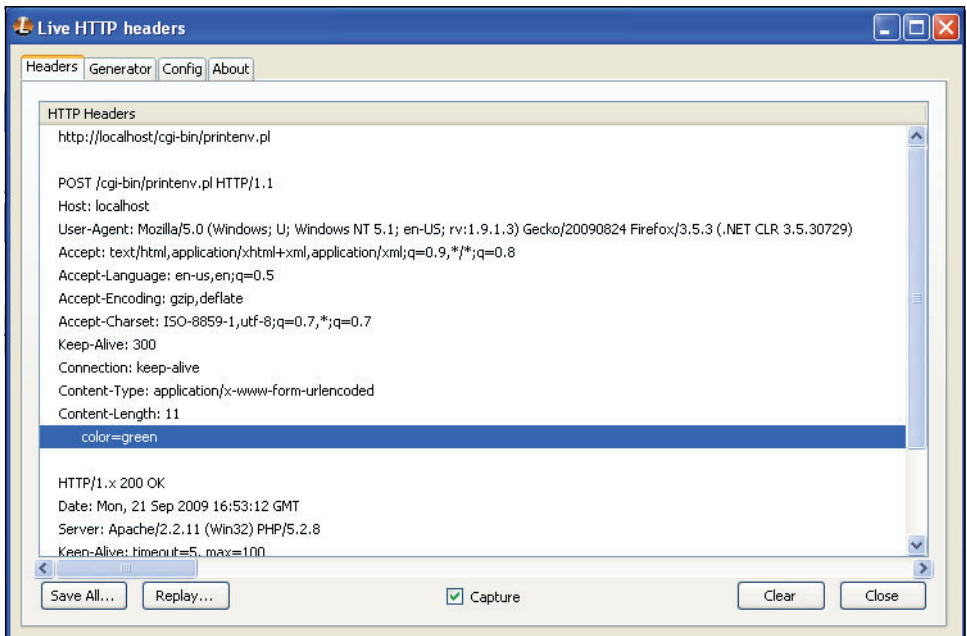 Live HTTP headers
Headers Generator Config About
HTTP Headers
http://localhost/cgi-bin/printenv.pl
POST /cgi-bin/printenv.pl HTTP/1.1
Host: localhost
User-Agent: Mozilla/5.0 (Windows; U; Windows NT 5.1; en-US; rv:1.9.1.3) Gecko/20090824 Firefox/3.5.3 (.NET CLR 3.5.30729)
Accept: text/html,application/xhtml+xml,application/xml;q=0.9,*/*;q=0.8
Accept-Language: en-us,en;q=0.5
Accept-Encoding: gzip,deflate
Accept-Charset: ISO-8859-1,utf-8;q=0.7,*;q=0.7
Keep-Alive: 300
Connection: keep-alive
Content-Type: application/x-www-form-urlencoded
Content-Length: 11
color=green
HTTP/1.x 200 OK
Date: Mon, 21 Sep 2009 16:53:12 GMT
Server: Apache/2.2.11 (Win32) PHP/5.2.8
Keep-Alive: timeout=5, max=100
Save All... Replay... Capture Clear Close